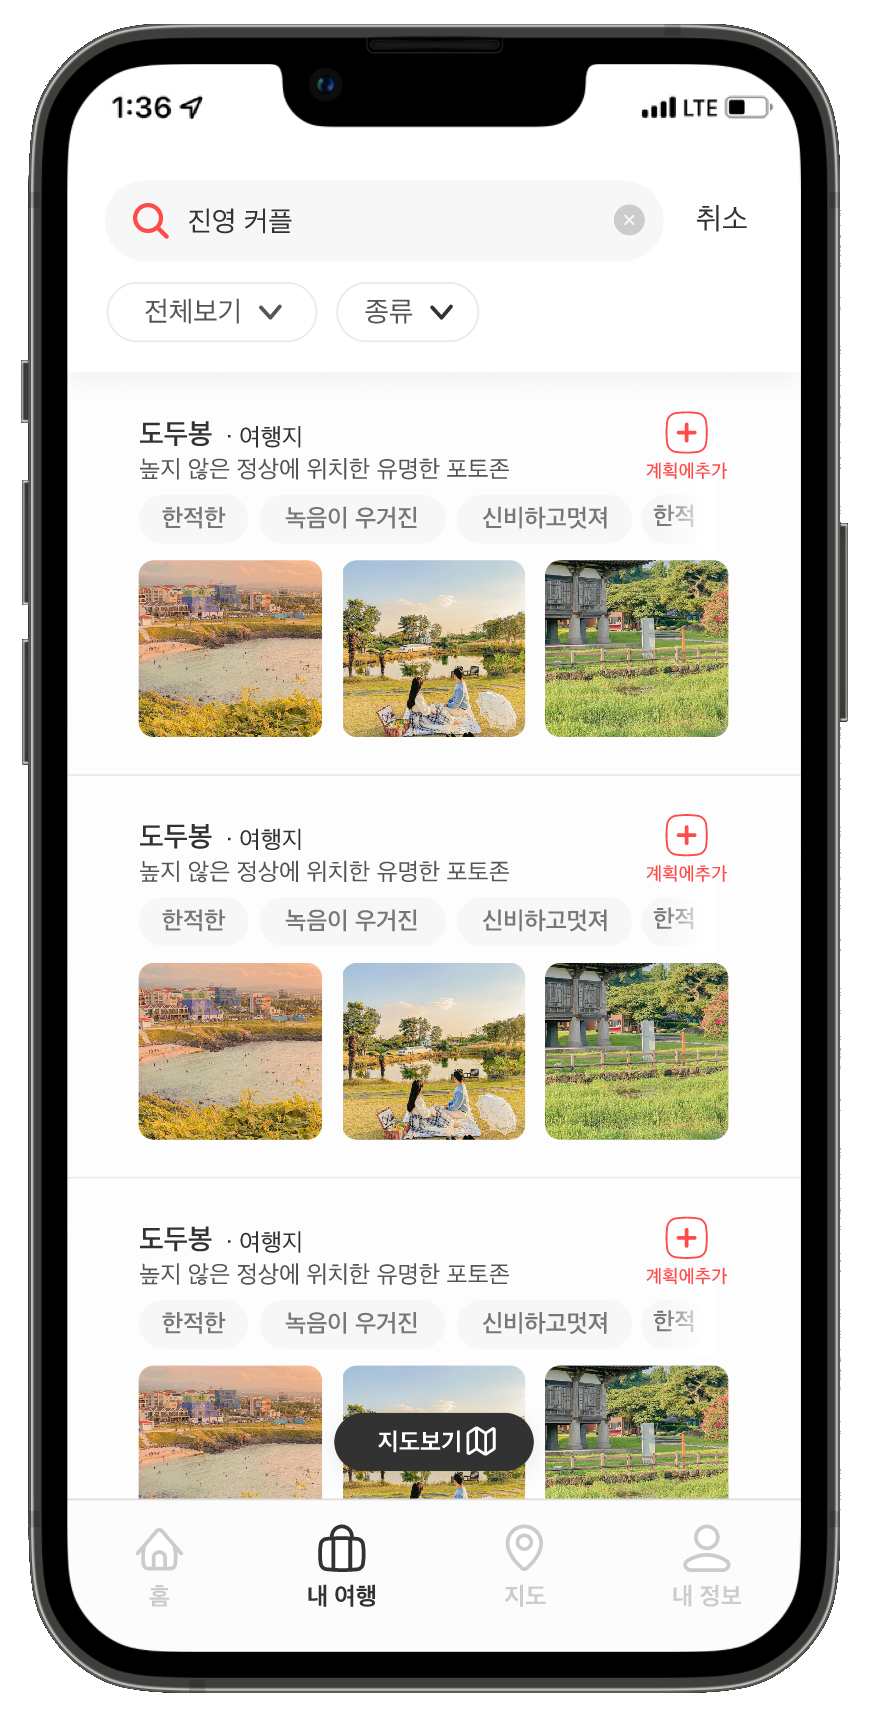 1:36 LTE
진영 커플 취소
전체보기 종류
도두봉 · 여행지
높지 않은 정상에 위치한 유명한 포토존
계획에추가
한적한 녹음이 우거진 신비하고멋져 한적
도두봉 · 여행지
높지 않은 정상에 위치한 유명한 포토존
계획에추가
한적한 녹음이 우거진 신비하고멋져 한적
도두봉 · 여행지
높지 않은 정상에 위치한 유명한 포토존
계획에추가
한적한 녹음이 우거진 신비하고멋져 한적
지도보기
홈 내 여행 지도 내 정보